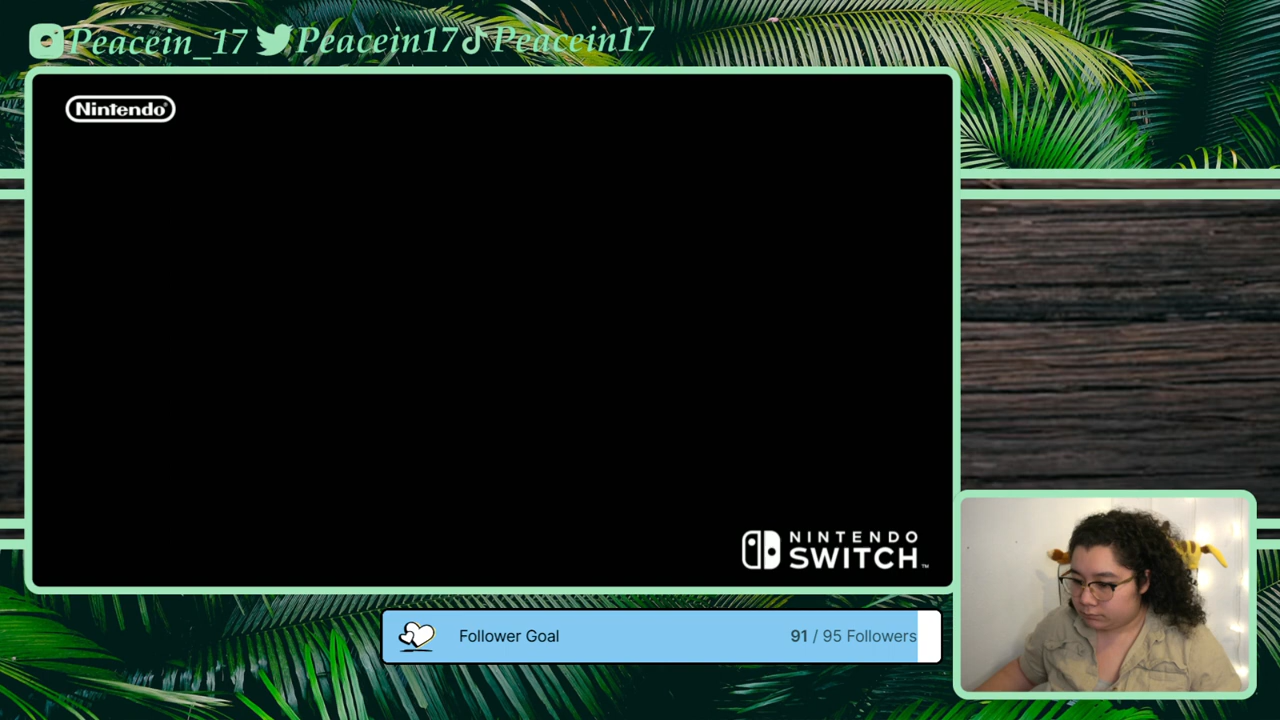 Peacein_17 Peacein17 Peacein17
Nintendo
NINTENDO
SWITCH
Follower Goal 91 / 95 Followers